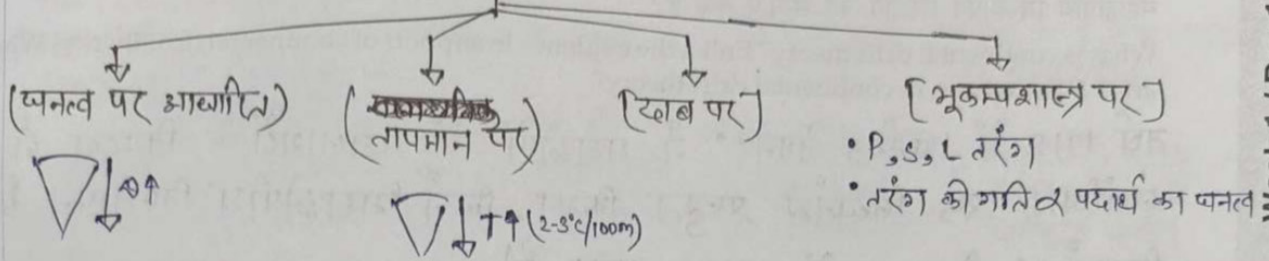 (घनत्व पर आधारित)
(तापमान पर)
[दाब पर]
[भूकम्पशास्त्र पर]
• P, S, L तरंग
• तरंग की गति α पदार्थ का घनत्व
↓ D↑
↓ T↑ (2-3°C/100m)